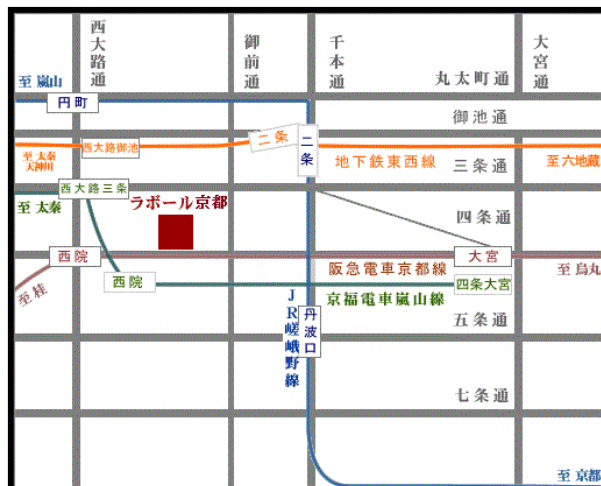 西大路通
御前通
千本通
大宮通
至 嵐山
丸太町通
円町
御池通
二条
二条
西大路御池
至 太秦
天神川
地下鉄東西線
三条通
至六地蔵
西大路三条
至 太秦
ラボール京都
四条通
西院
大宮
阪急電車京都線
至 烏丸
西院
四条大宮
至 桂
京福電車嵐山線
JR嵯峨野線
丹波口
五条通
七条通
至 京都